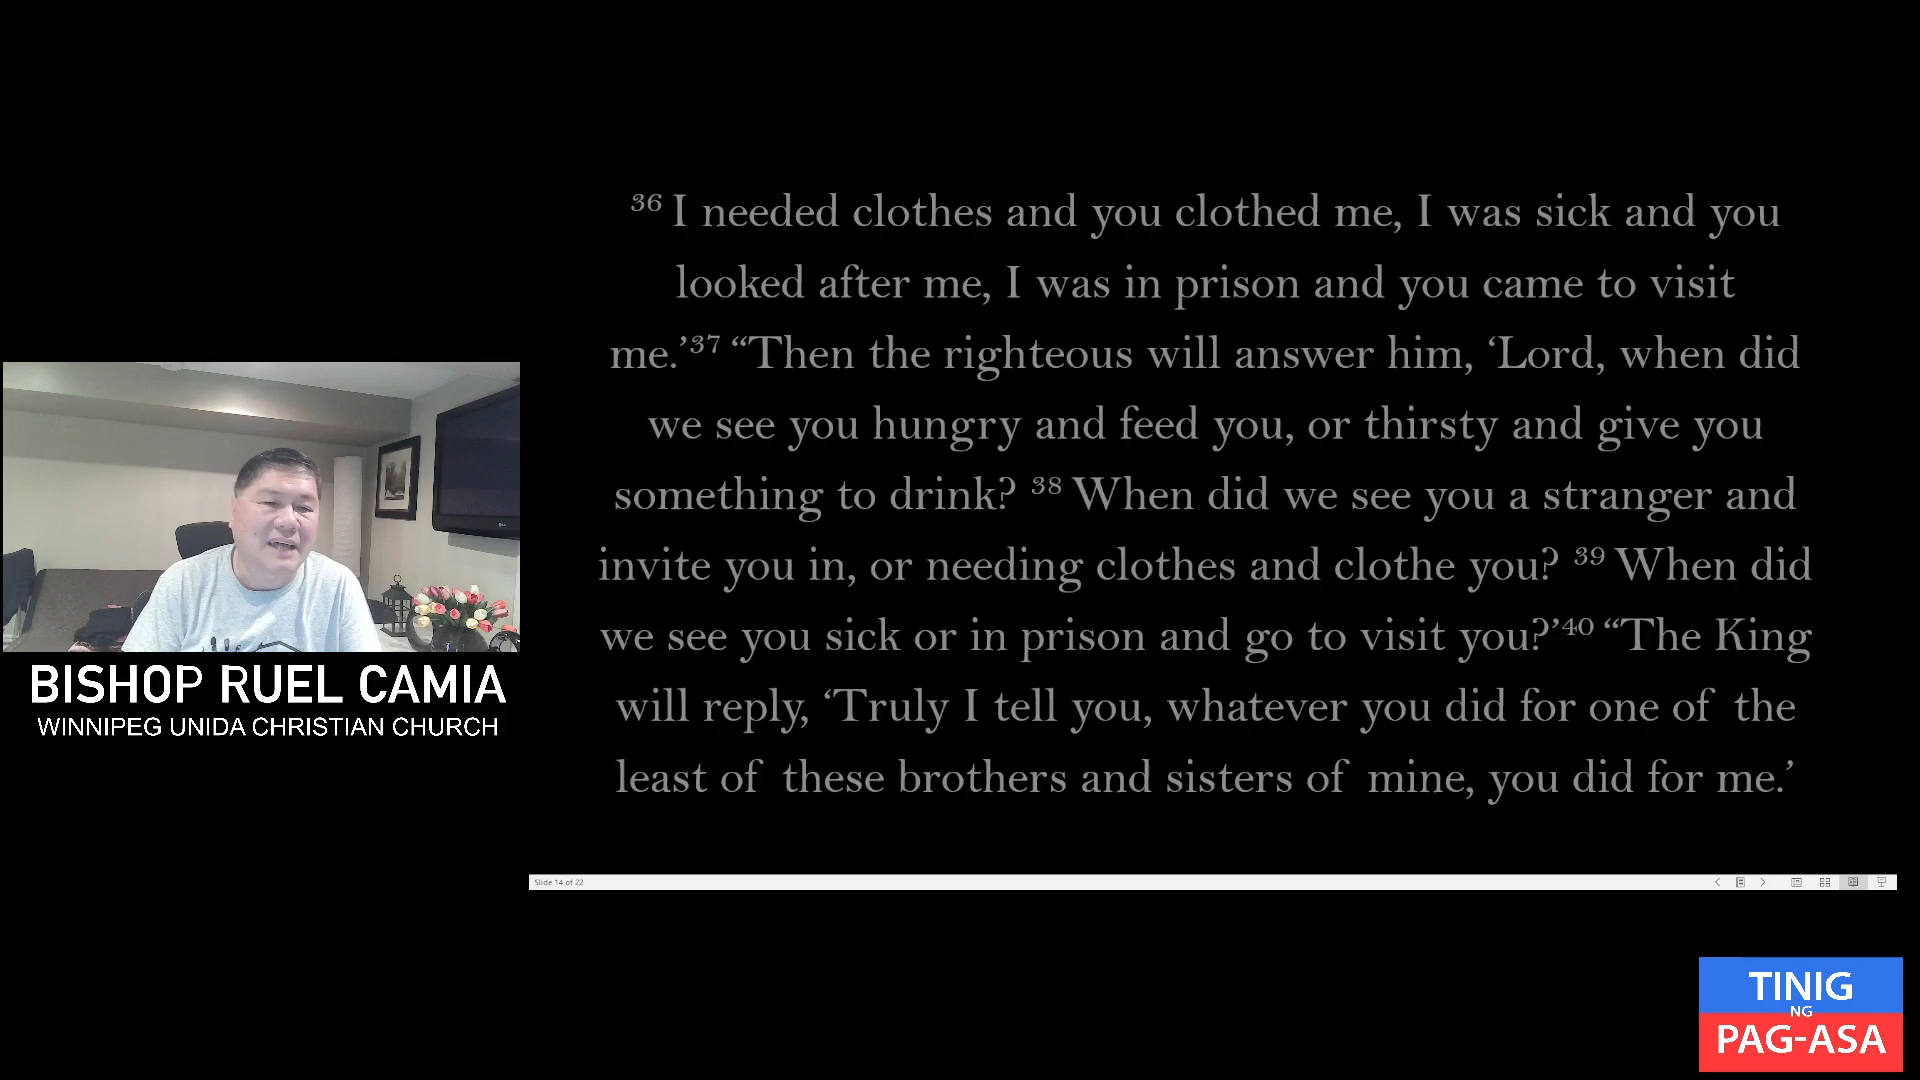 ³⁶ I needed clothes and you clothed me, I was sick and you
looked after me, I was in prison and you came to visit
me.’³⁷ “Then the righteous will answer him, ‘Lord, when did
we see you hungry and feed you, or thirsty and give you
something to drink? ³⁸ When did we see you a stranger and
invite you in, or needing clothes and clothe you? ³⁹ When did
we see you sick or in prison and go to visit you?’⁴⁰ “The King
will reply, ‘Truly I tell you, whatever you did for one of the
least of these brothers and sisters of mine, you did for me.’
BISHOP RUEL CAMIA
WINNIPEG UNIDA CHRISTIAN CHURCH
Slide 14 of 22
TINIG
NG
PAG-ASA